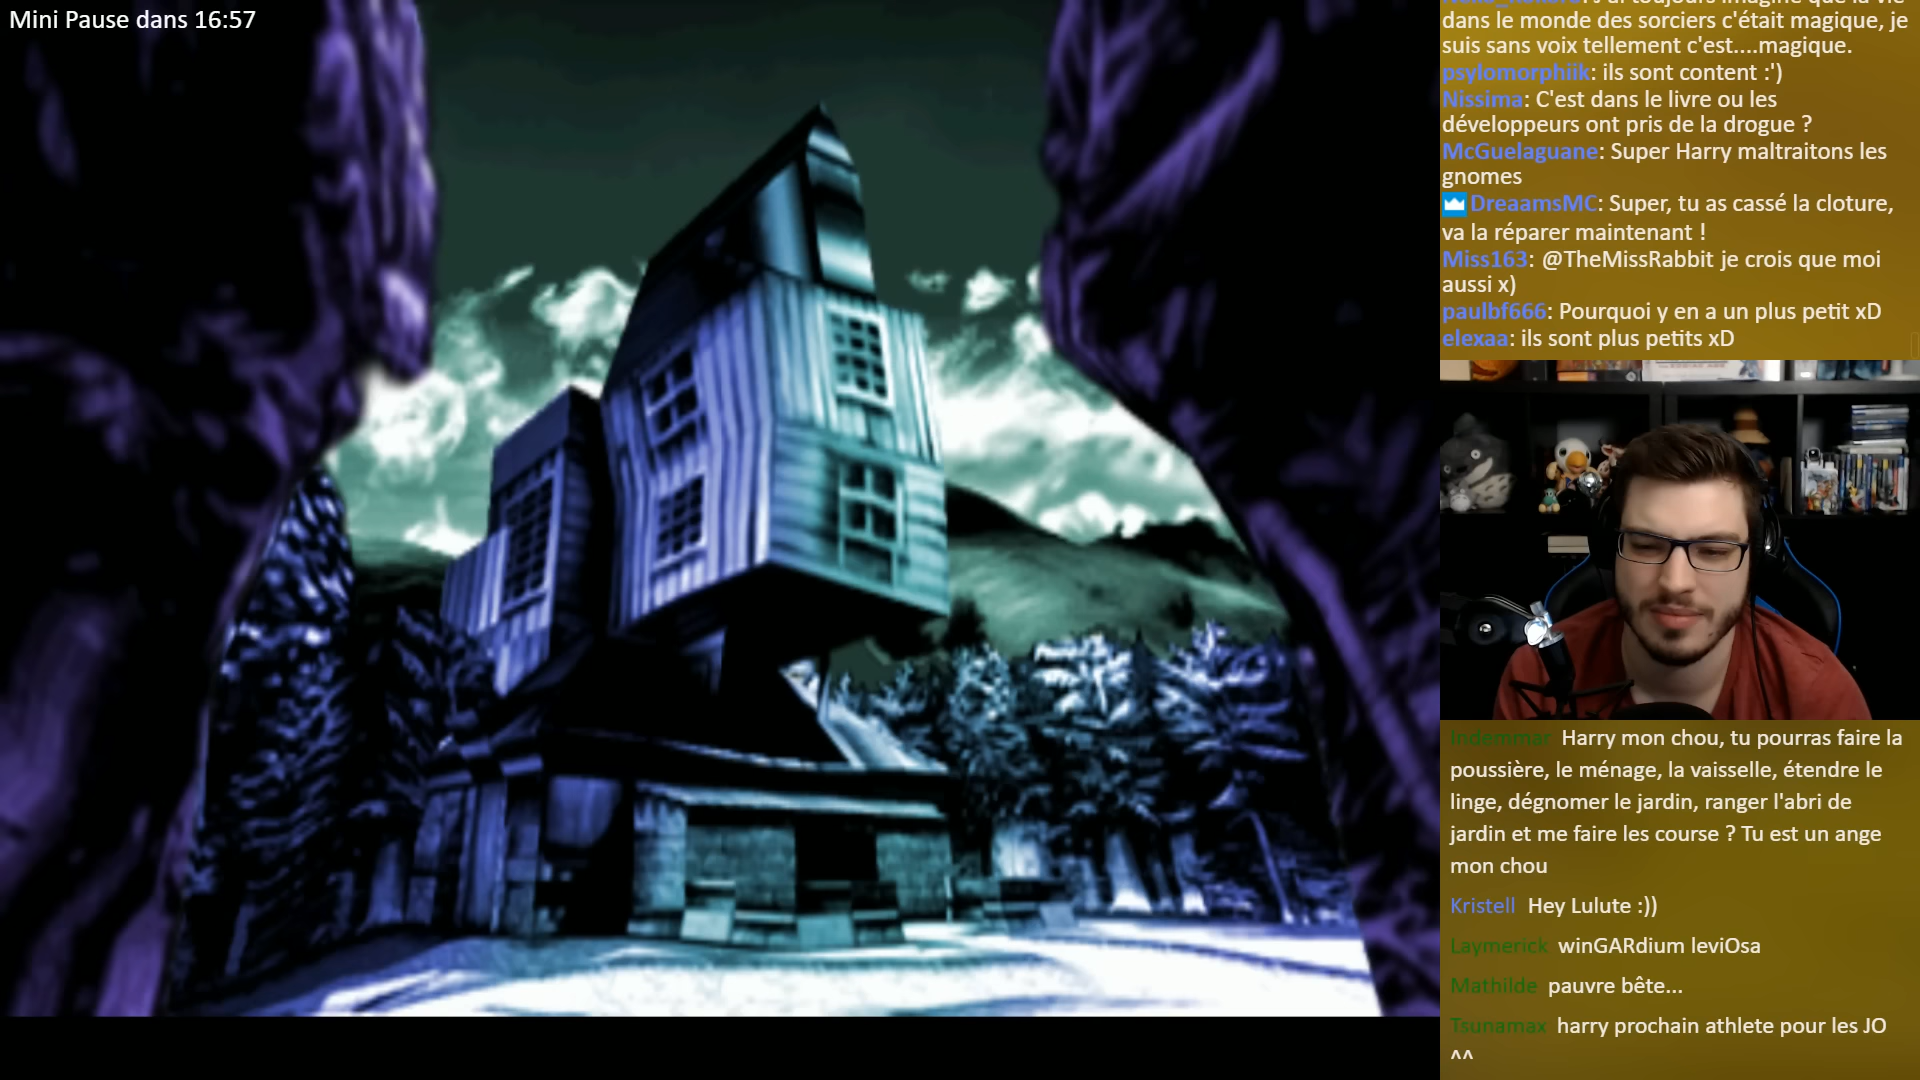 Mini Pause dans 16:57
dans le monde des sorciers c'était magique, je
suis sans voix tellement c'est....magique.
psylomorphiik: ils sont content :')
Nissima: C'est dans le livre ou les
développeurs ont pris de la drogue ?
McGuelaguane: Super Harry maltraitons les
gnomes
DreaamsMC: Super, tu as cassé la cloture,
va la réparer maintenant !
Miss163: @TheMissRabbit je crois que moi
aussi x)
paulbf666: Pourquoi y en a un plus petit xD
elexaa: ils sont plus petits xD
Indemmar Harry mon chou, tu pourras faire la
poussière, le ménage, la vaisselle, étendre le
linge, dégnomer le jardin, ranger l'abri de
jardin et me faire les course ? Tu est un ange
mon chou
Kristell Hey Lulute :))
Laymerick winGARdium leviOsa
Mathilde pauvre bête...
Tsunamax harry prochain athlete pour les JO
^^